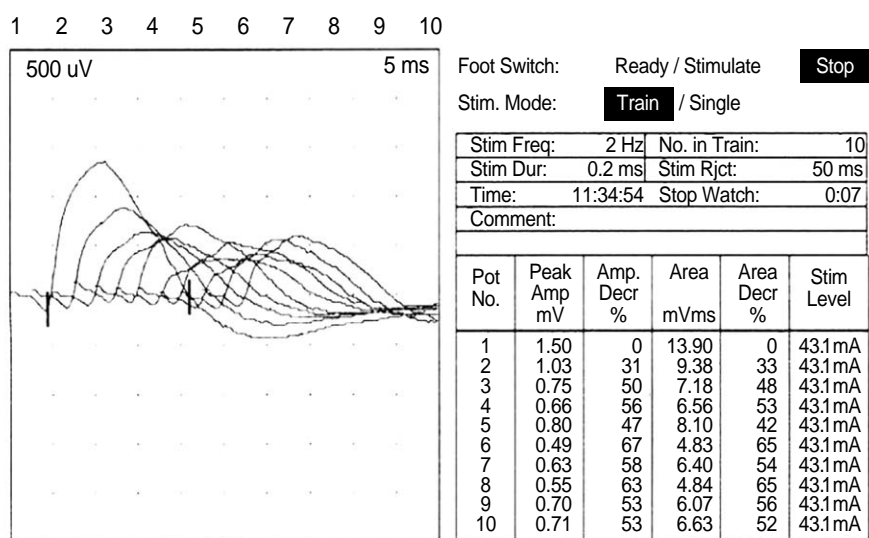 1 2 3 4 5 6 7 8 9 10
500 uV 5 ms
Foot Switch: Ready / Stimulate Stop
Stim. Mode: Train / Single
Stim Freq: 2 Hz No. in Train: 10
Stim Dur: 0.2 ms Stim Rjct: 50 ms
Time: 11:34:54 Stop Watch: 0:07
Comment:
Pot Peak Amp. Area Area Stim
No. Amp Decr Decr Level
mV % mVms %
1 1.50 0 13.90 0 43.1mA
2 1.03 31 9.38 33 43.1mA
3 0.75 50 7.18 48 43.1mA
4 0.66 56 6.56 53 43.1mA
5 0.80 47 8.10 42 43.1mA
6 0.49 67 4.83 65 43.1mA
7 0.63 58 6.40 54 43.1mA
8 0.55 63 4.84 65 43.1mA
9 0.70 53 6.07 56 43.1mA
10 0.71 53 6.63 52 43.1mA